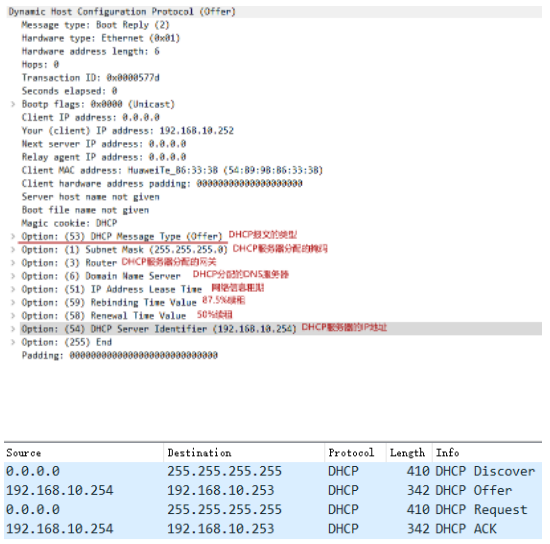 Dynamic Host Configuration Protocol (Offer)
Message type: Boot Reply (2)
Hardware type: Ethernet (0x01)
Hardware address length: 6
Hops: 0
Transaction ID: 0x0000577d
Seconds elapsed: 0
Bootp flags: 0x0000 (Unicast)
Client IP address: 0.0.0.0
Your (client) IP address: 192.168.10.252
Next server IP address: 0.0.0.0
Relay agent IP address: 0.0.0.0
Client MAC address: HuaweiTe_86:33:38 (54:89:98:86:33:38)
Client hardware address padding: 00000000000000000000
Server host name not given
Boot file name not given
Magic cookie: DHCP
Option: (53) DHCP Message Type (Offer) DHCP报文的类型
Option: (1) Subnet Mask (255.255.255.0) DHCP服务器分配的掩码
Option: (3) Router DHCP服务器分配的网关
Option: (6) Domain Name Server DHCP分配的DNS服务器
Option: (51) IP Address Lease Time 网络信息租期
Option: (59) Rebinding Time Value 87.5%续租
Option: (58) Renewal Time Value 50%续租
Option: (54) DHCP Server Identifier (192.168.10.254) DHCP服务器的IP地址
Option: (255) End
Padding: 0000000000000000000000000000
Source Destination Protocol Length Info
0.0.0.0 255.255.255.255 DHCP 410 DHCP Discover
192.168.10.254 192.168.10.253 DHCP 342 DHCP Offer
0.0.0.0 255.255.255.255 DHCP 410 DHCP Request
192.168.10.254 192.168.10.253 DHCP 342 DHCP ACK